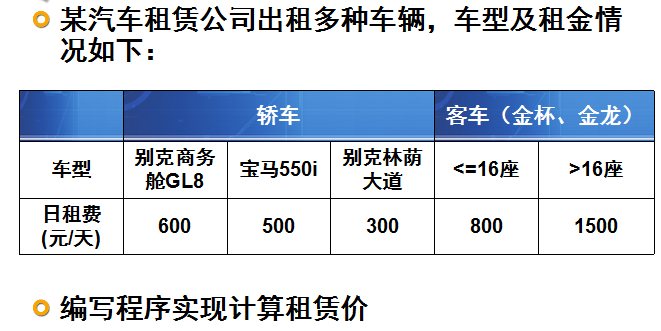 某汽车租赁公司出租多种车辆，车型及租金情
况如下：
轿车 客车（金杯、金龙）
车型 别克商务舱GL8 宝马550i 别克林荫大道 <=16座 >16座
日租费(元/天) 600 500 300 800 1500
编写程序实现计算租赁价